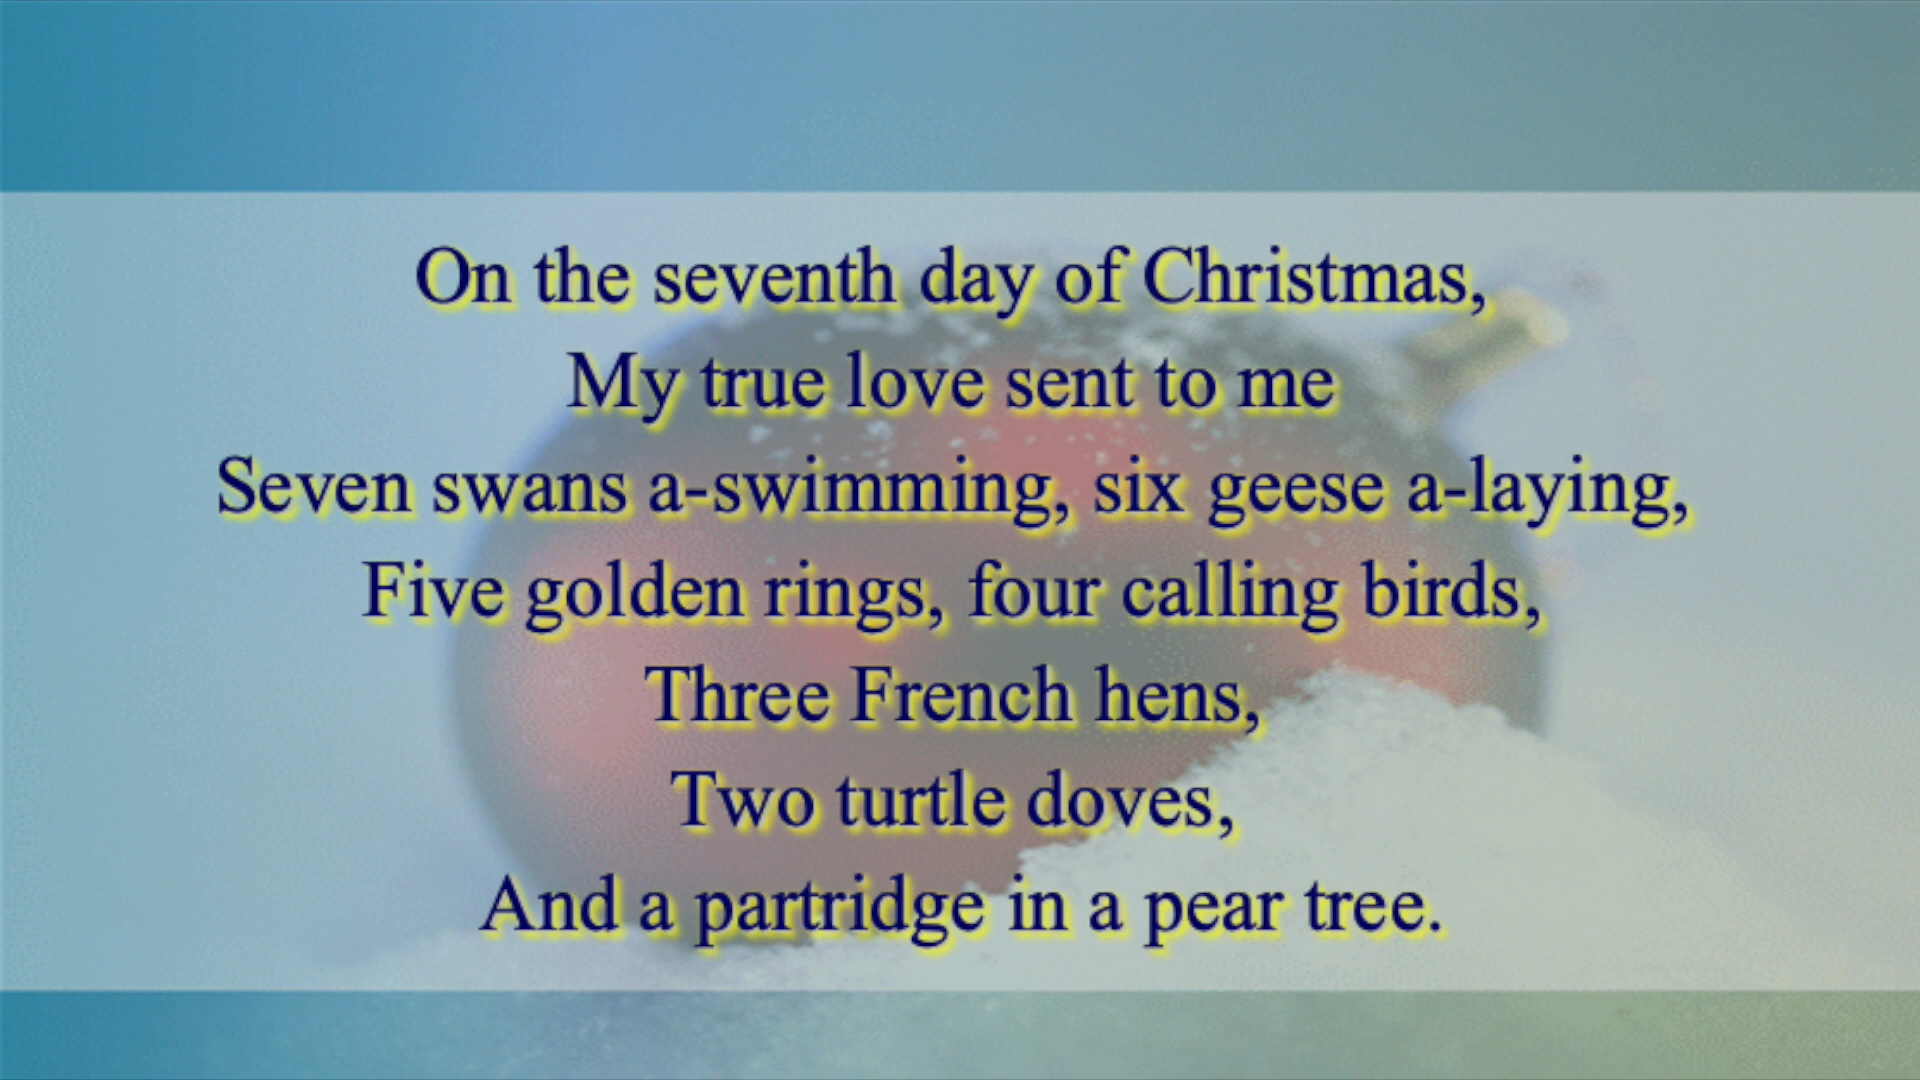 On the seventh day of Christmas,
My true love sent to me
Seven swans a-swimming, six geese a-laying,
Five golden rings, four calling birds,
Three French hens,
Two turtle doves,
And a partridge in a pear tree.